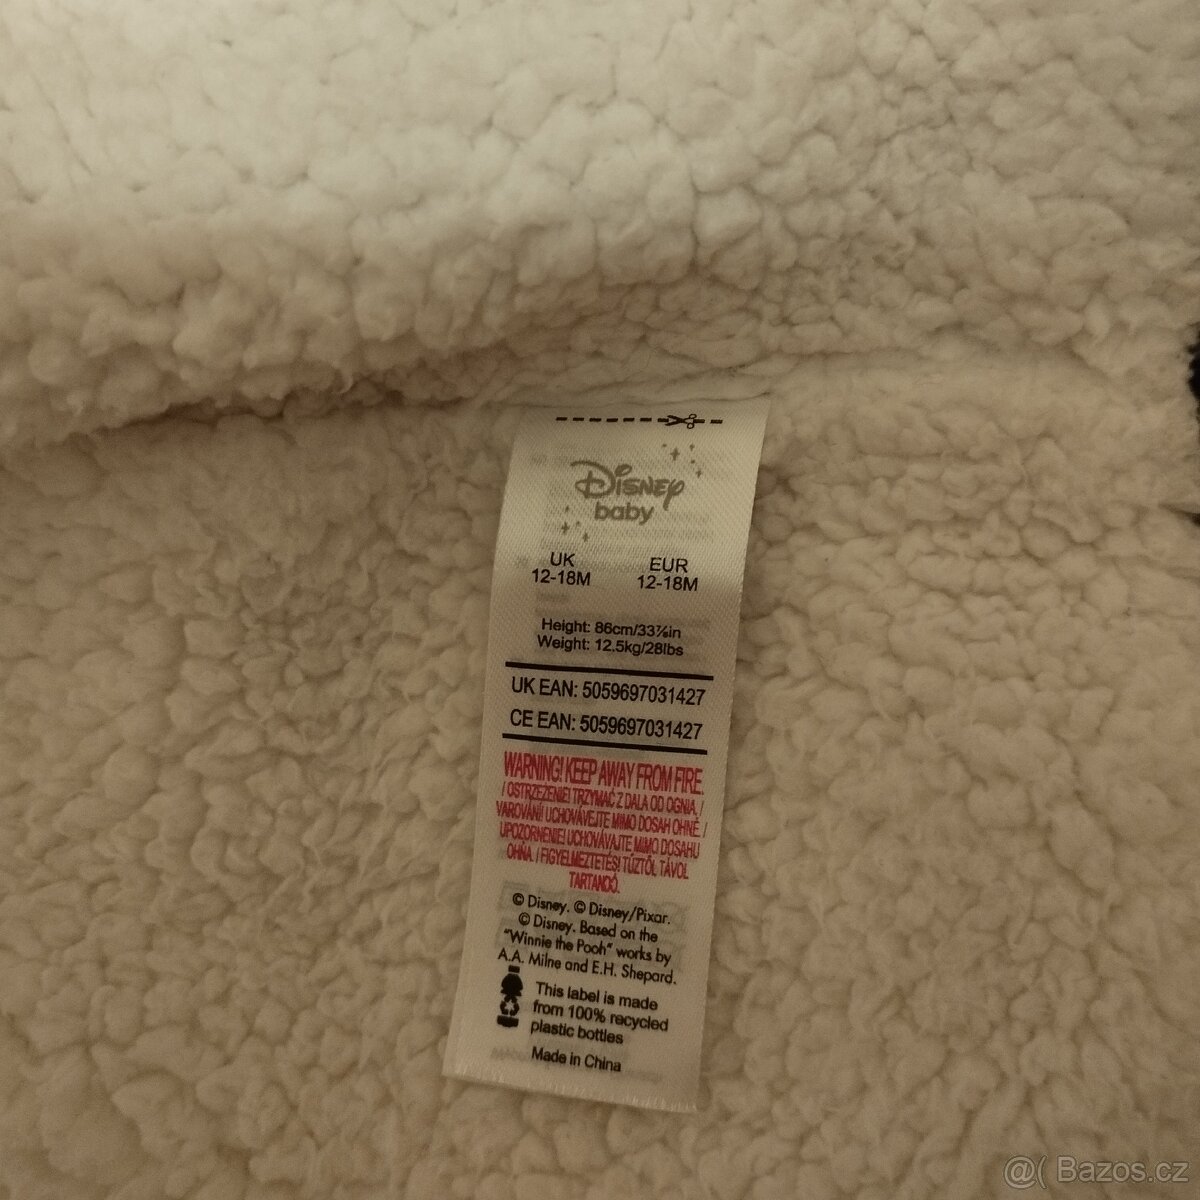 Disney
baby
UK EUR
12-18M 12-18M
Height: 86cm/33⅞in
Weight: 12.5kg/28lbs
UK EAN: 5059697031427
CE EAN: 5059697031427
WARNING! KEEP AWAY FROM FIRE.
/ OSTRZEŻENIE! TRZYMAĆ Z DALA OD OGNIA. /
VAROVÁNÍ! UCHOVÁVEJTE MIMO DOSAH OHNĚ. /
UPOZORNENIE! UCHOVÁVAJTE MIMO DOSAHU
OHŇA. / FIGYELMEZTETÉS! TŰZTŐL TÁVOL
TARTANDÓ.
© Disney. © Disney/Pixar.
© Disney. Based on the
"Winnie the Pooh" works by
A.A. Milne and E.H. Shepard.
This label is made
from 100% recycled
plastic bottles
Made in China
@( Bazos.cz